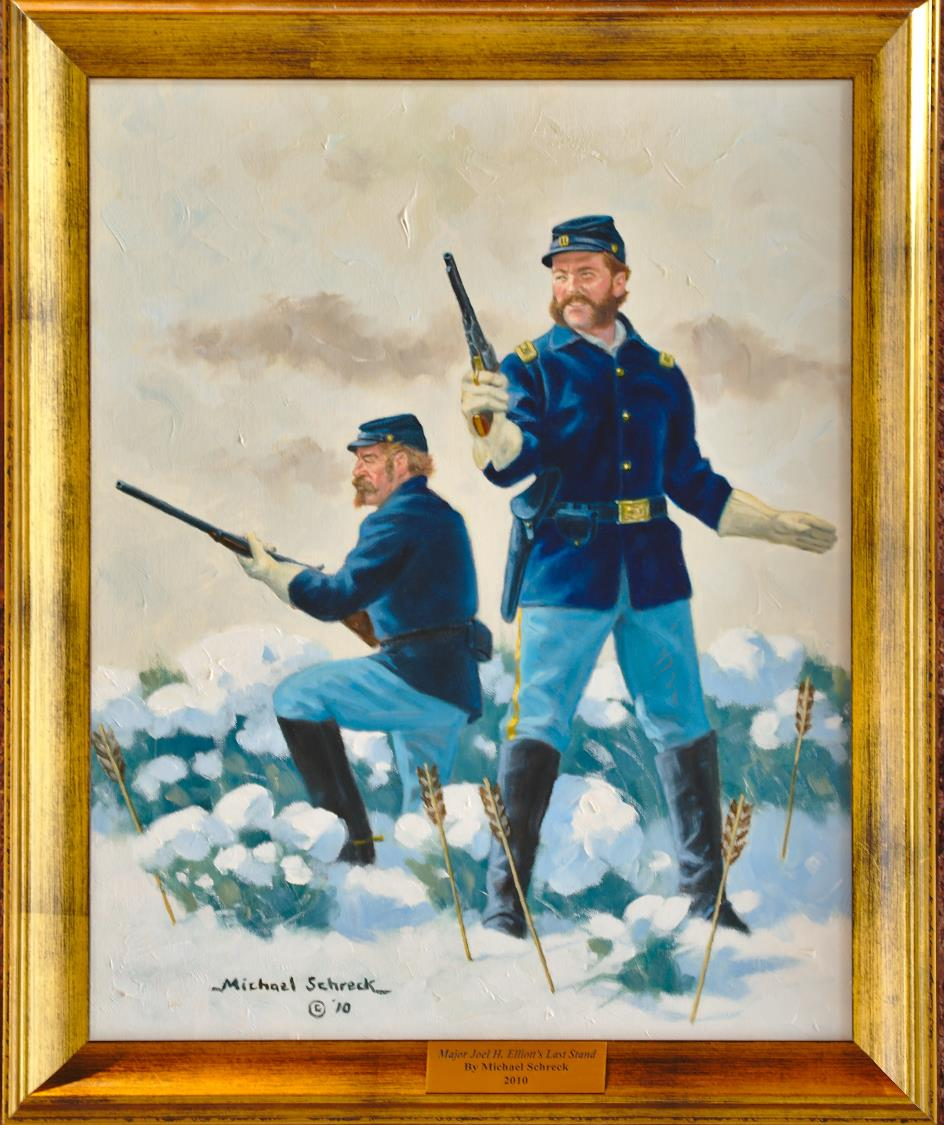 Michael Schreck
© '10
Major Joel H. Elliott's Last Stand
By Michael Schreck
2010